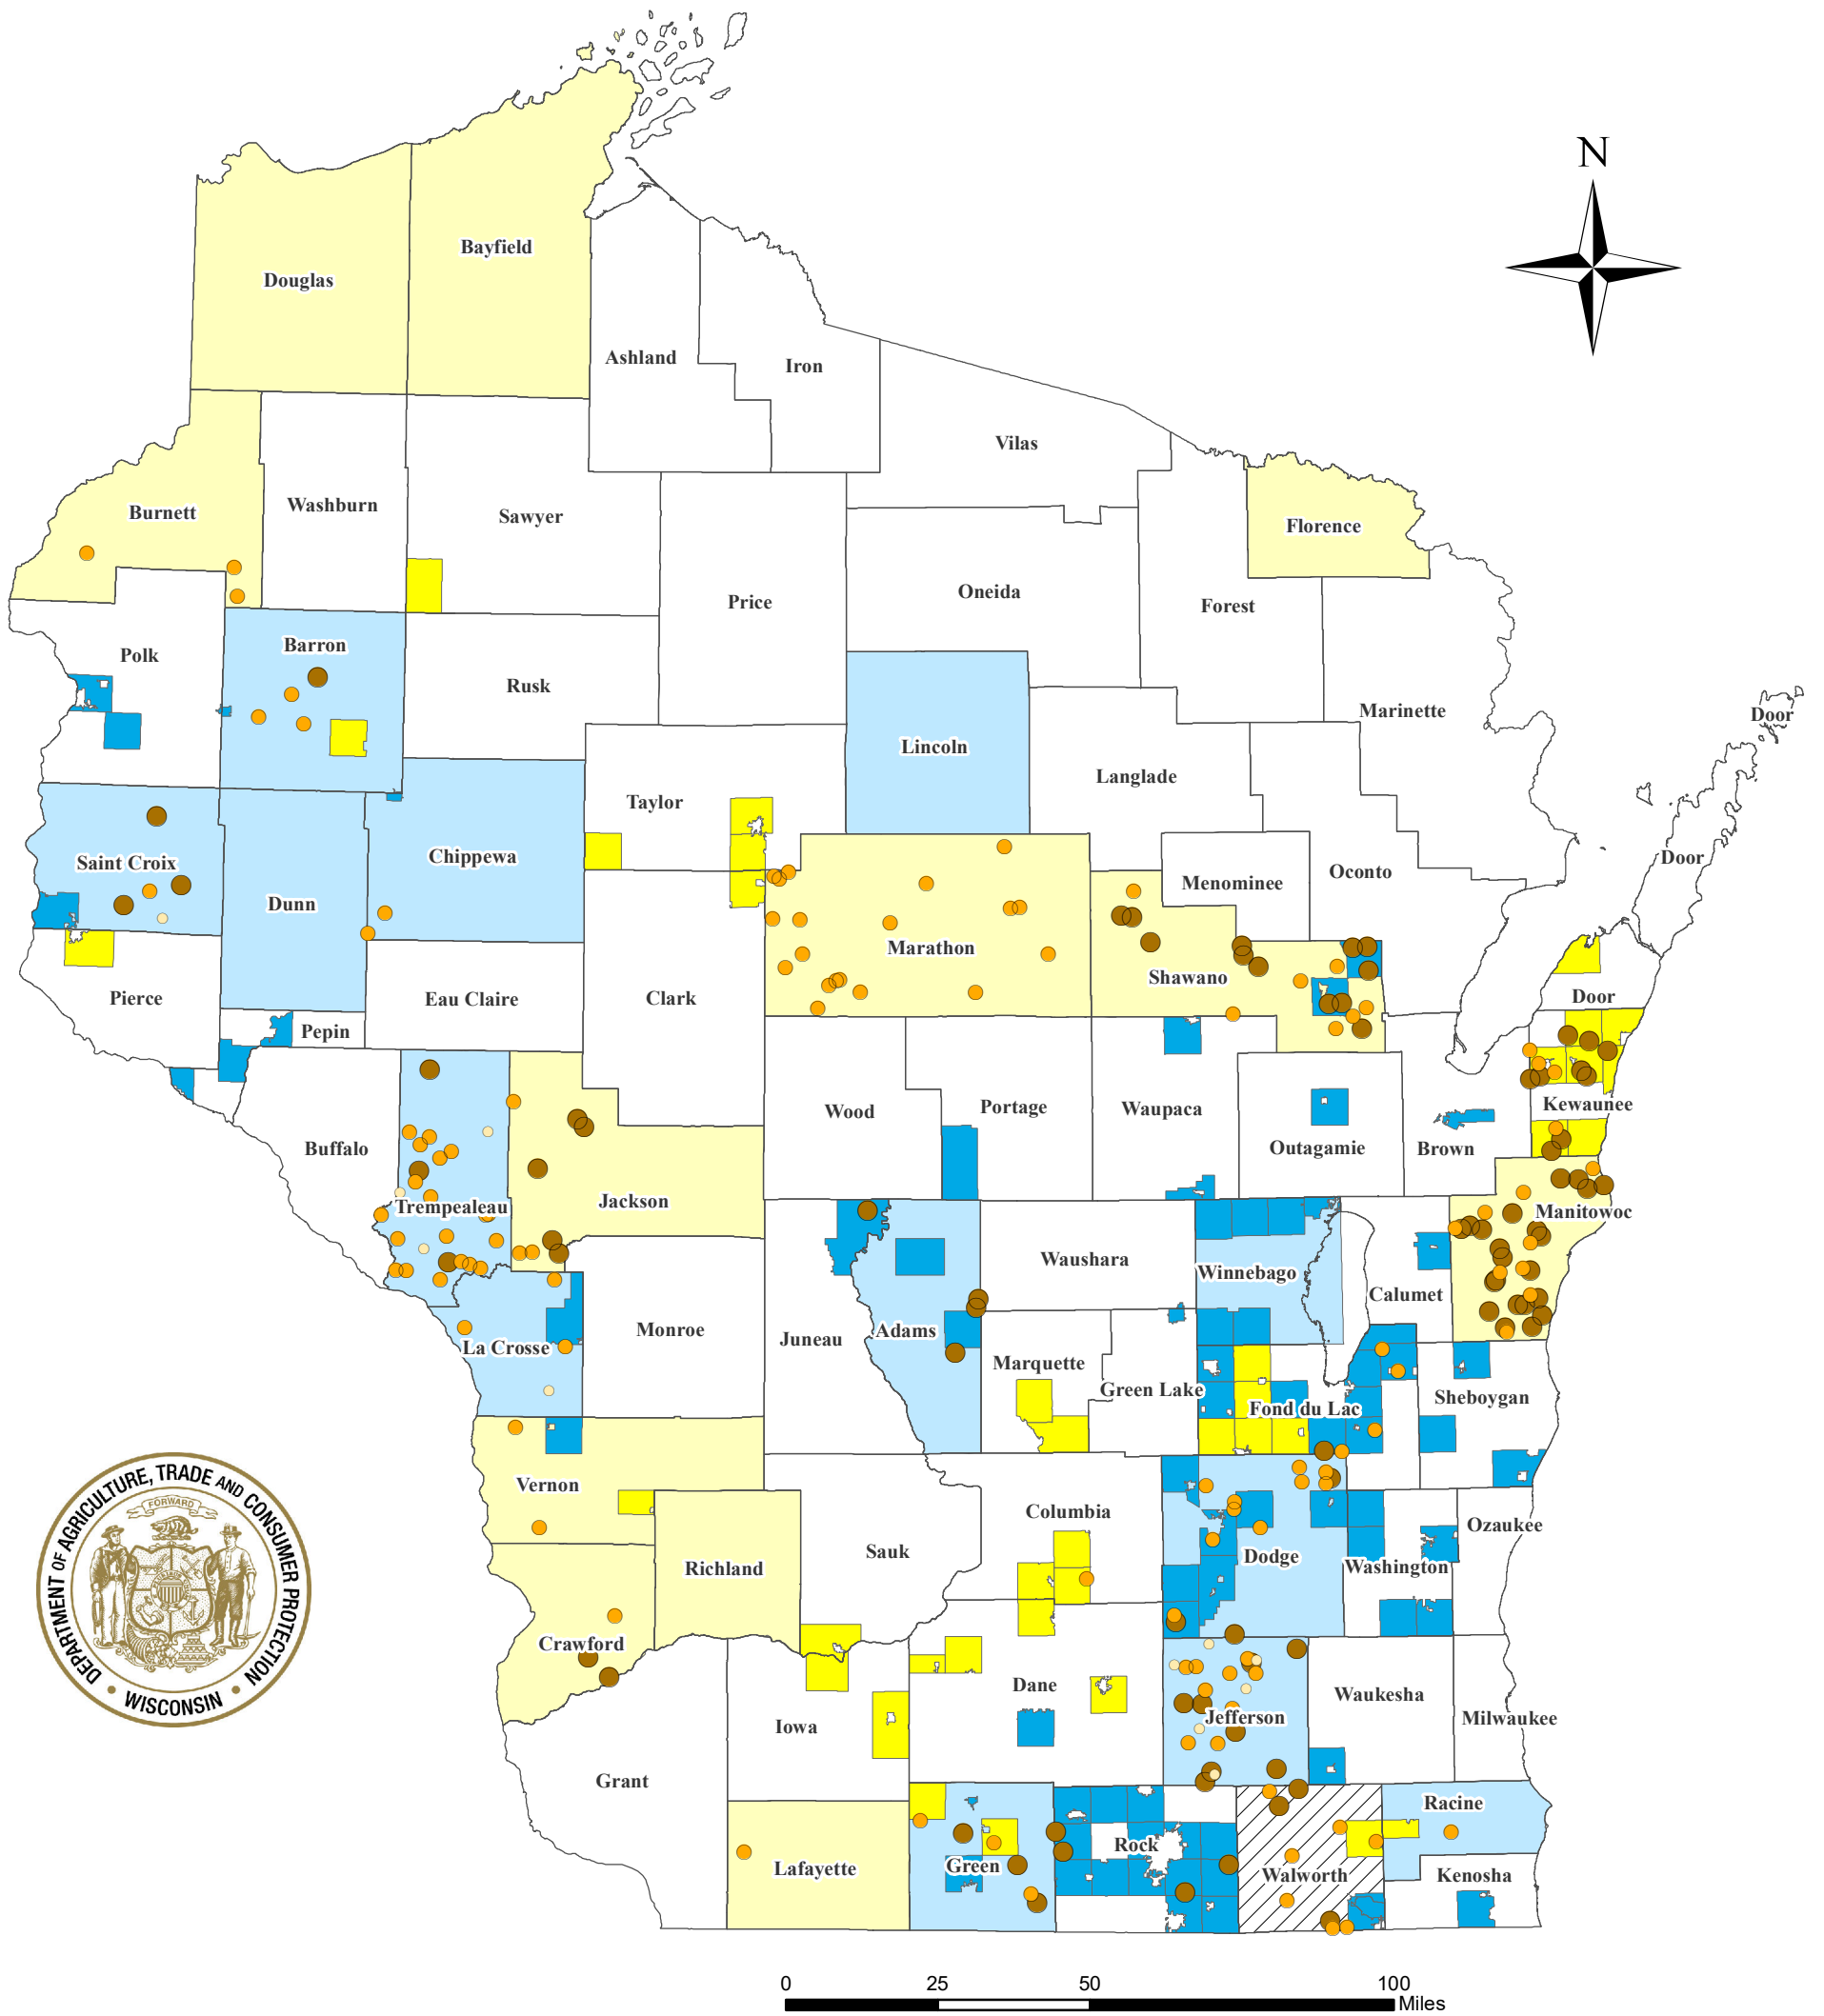 N
Bayfield
Douglas
Ashland
Iron
Vilas
Washburn
Burnett
Sawyer
Florence
Oneida
Price
Forest
Barron
Polk
Rusk
Marinette
Door
Lincoln
Langlade
Taylor
Chippewa
Saint Croix
Door
Oconto
Menominee
Dunn
Marathon
Shawano
Pierce
Eau Claire
Clark
Door
Pepin
Kewaunee
Wood
Portage
Waupaca
Buffalo
Outagamie
Brown
Jackson
Trempealeau
Manitowoc
Waushara
Winnebago
Calumet
Monroe
Juneau
Adams
La Crosse
Marquette
Green Lake
Sheboygan
Fond du Lac
Vernon
Columbia
Ozaukee
Sauk
Dodge
Washington
Richland
Crawford
Dane
Waukesha
Iowa
Jefferson
Milwaukee
Grant
Racine
Rock
Lafayette
Green
Walworth
Kenosha
DEPARTMENT OF AGRICULTURE, TRADE AND CONSUMER PROTECTION
FORWARD
• WISCONSIN •
0 25 50 100
Miles